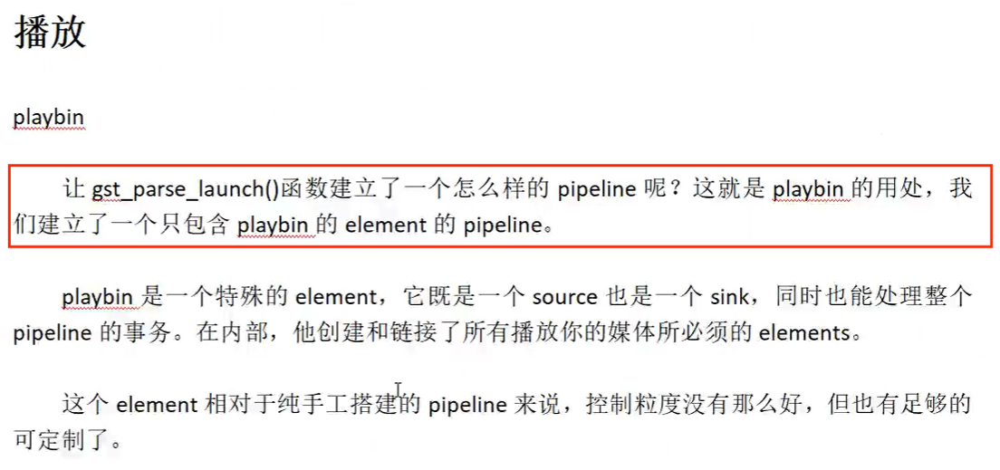 播放
playbin
让 gst_parse_launch()函数建立了一个怎么样的 pipeline 呢？这就是 playbin 的用处，我
们建立了一个只包含 playbin 的 element 的 pipeline。
playbin 是一个特殊的 element，它既是一个 source 也是一个 sink，同时也能处理整个
pipeline 的事务。在内部，他创建和链接了所有播放你的媒体所必须的 elements。
这个 element 相对于纯手工搭建的 pipeline 来说，控制粒度没有那么好，但也有足够的
可定制了。